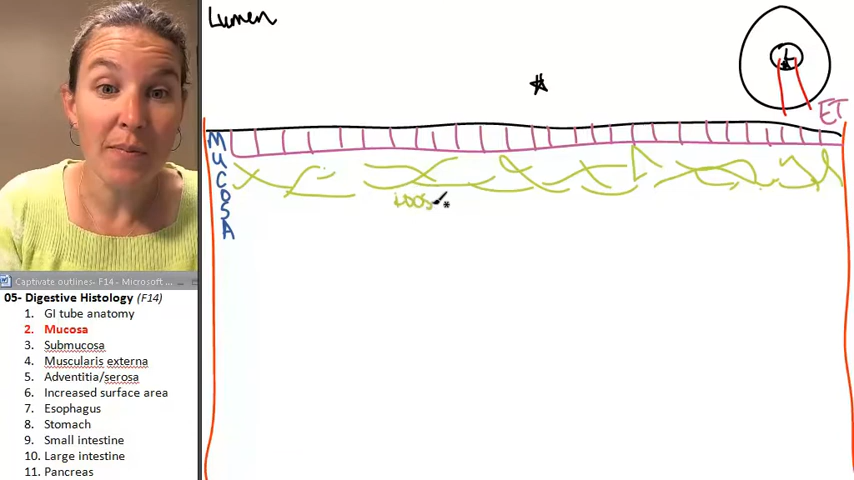 Lumen
ET
MUCOSA
Captivate outlines- F14 - Microsoft ...
05- Digestive Histology (F14)
1. GI tube anatomy
2. Mucosa
3. Submucosa
4. Muscularis externa
5. Adventitia/serosa
6. Increased surface area
7. Esophagus
8. Stomach
9. Small intestine
10. Large intestine
11. Pancreas